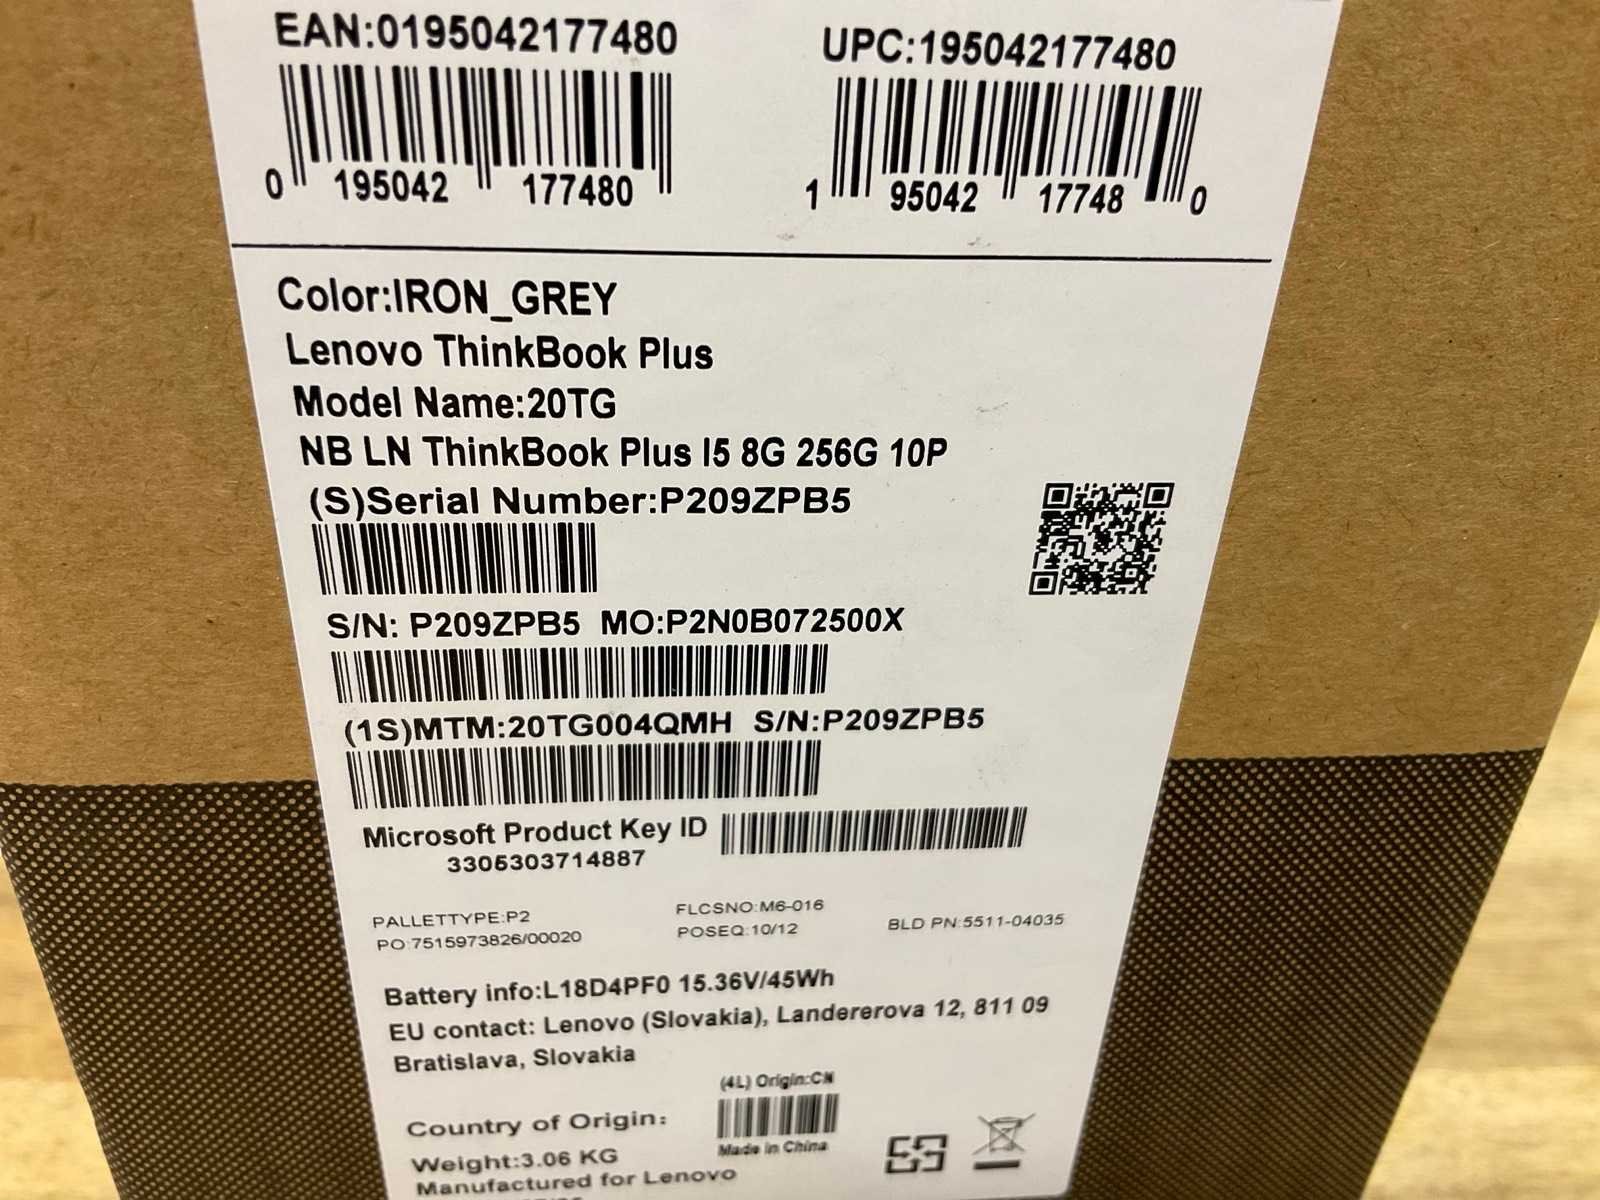 EAN:0195042177480 UPC:195042177480
0 195042 177480 1 95042 17748 0
Color:IRON_GREY
Lenovo ThinkBook Plus
Model Name:20TG
NB LN ThinkBook Plus I5 8G 256G 10P
(S)Serial Number:P209ZPB5
S/N: P209ZPB5 MO:P2N0B072500X
(1S)MTM:20TG004QMH S/N:P209ZPB5
Microsoft Product Key ID
3305303714887
PALLETTYPE:P2 FLCSNO:M6-016
PO:7515973826/00020 POSEQ:10/12 BLD PN:5511-04035
Battery info:L18D4PF0 15.36V/45Wh
EU contact: Lenovo (Slovakia), Landererova 12, 811 09
Bratislava, Slovakia
(4L) Origin:CN
Country of Origin:
Made in China
Weight:3.06 KG
Manufactured for Lenovo